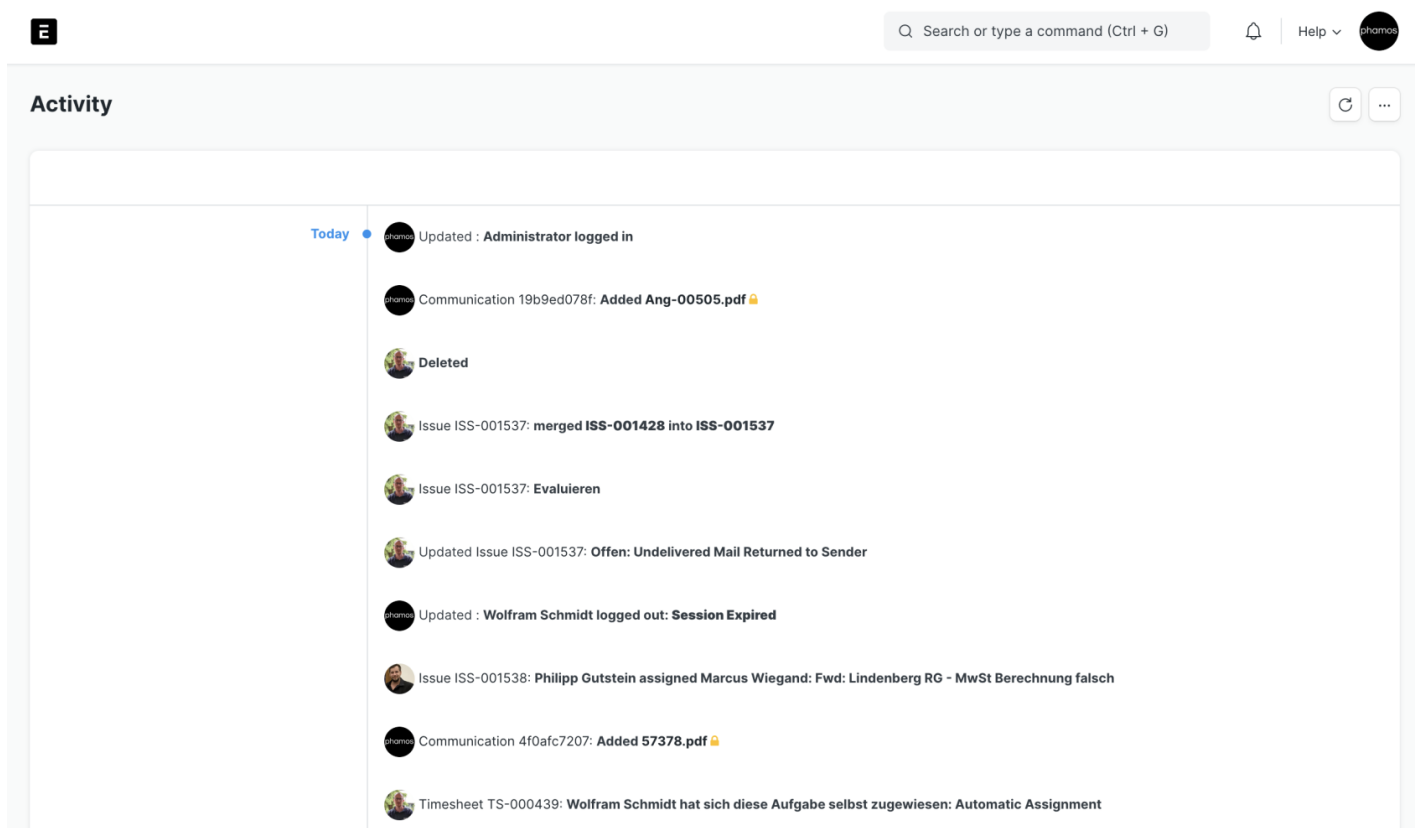 E
Search or type a command (Ctrl + G)
Help
phamos
Activity
Today
phamos Updated : Administrator logged in
phamos Communication 19b9ed078f: Added Ang-00505.pdf
Deleted
Issue ISS-001537: merged ISS-001428 into ISS-001537
Issue ISS-001537: Evaluieren
Updated Issue ISS-001537: Offen: Undelivered Mail Returned to Sender
phamos Updated : Wolfram Schmidt logged out: Session Expired
Issue ISS-001538: Philipp Gutstein assigned Marcus Wiegand: Fwd: Lindenberg RG - MwSt Berechnung falsch
phamos Communication 4f0afc7207: Added 57378.pdf
Timesheet TS-000439: Wolfram Schmidt hat sich diese Aufgabe selbst zugewiesen: Automatic Assignment